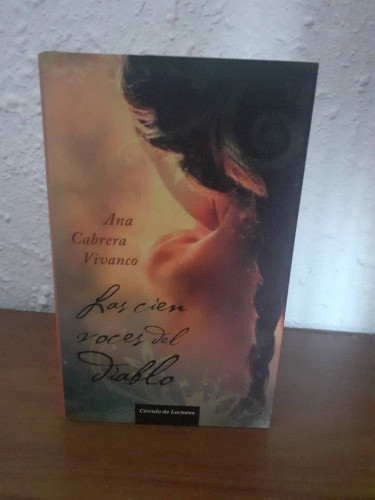 Ana
Cabrera
Vivanco
Las cien
voces del
Diablo
Círculo de Lectores